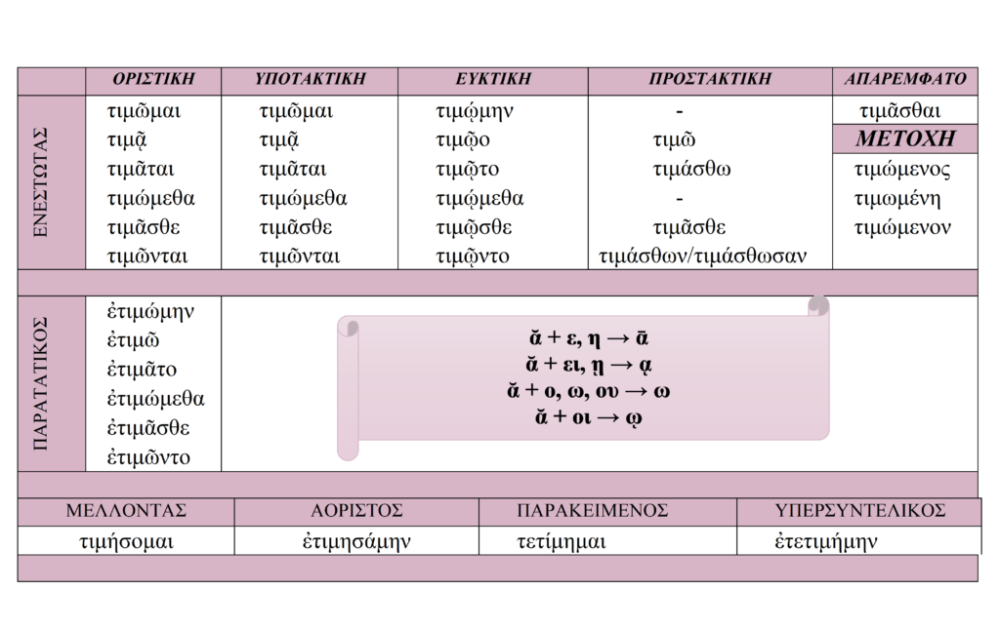 ΟΡΙΣΤΙΚΗ ΥΠΟΤΑΚΤΙΚΗ ΕΥΚΤΙΚΗ ΠΡΟΣΤΑΚΤΙΚΗ ΑΠΑΡΕΜΦΑΤΟ
ΕΝΕΣΤΩΤΑΣ
τιμῶμαι τιμῶμαι τιμῴμην - τιμᾶσθαι
τιμᾷ τιμᾷ τιμῷο τιμῶ ΜΕΤΟΧΗ
τιμᾶται τιμᾶται τιμῷτο τιμάσθω τιμώμενος
τιμώμεθα τιμώμεθα τιμῴμεθα - τιμωμένη
τιμᾶσθε τιμᾶσθε τιμῷσθε τιμᾶσθε τιμώμενον
τιμῶνται τιμῶνται τιμῷντο τιμάσθων/τιμάσθωσαν
ΠΑΡΑΤΑΤΙΚΟΣ
ἐτιμώμην
ἐτιμῶ
ἐτιμᾶτο
ἐτιμώμεθα
ἐτιμᾶσθε
ἐτιμῶντο
ᾰ + ε, η → ᾱ
ᾰ + ει, ῃ → ᾳ
ᾰ + ο, ω, ου → ω
ᾰ + οι → ῳ
ΜΕΛΛΟΝΤΑΣ ΑΟΡΙΣΤΟΣ ΠΑΡΑΚΕΙΜΕΝΟΣ ΥΠΕΡΣΥΝΤΕΛΙΚΟΣ
τιμήσομαι ἐτιμησάμην τετίμημαι ἐτετιμήμην